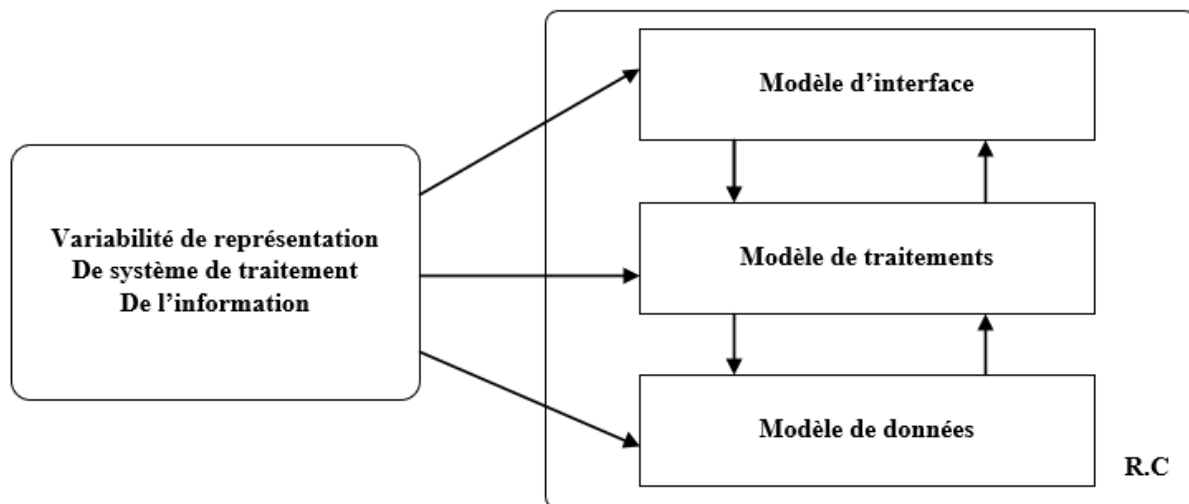 Modèle d'interface
Variabilité de représentation
De système de traitement
De l'information
Modèle de traitements
Modèle de données
R.C